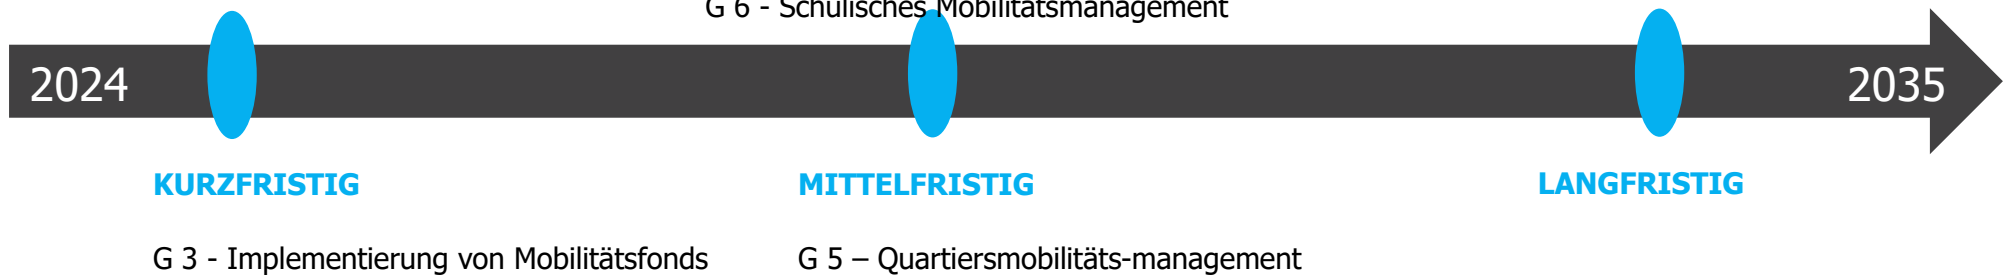 G 6 - Schulisches Mobilitätsmanagement
2024
2035
KURZFRISTIG
MITTELFRISTIG
LANGFRISTIG
G 3 - Implementierung von Mobilitätsfonds
G 5 – Quartiersmobilitäts-management